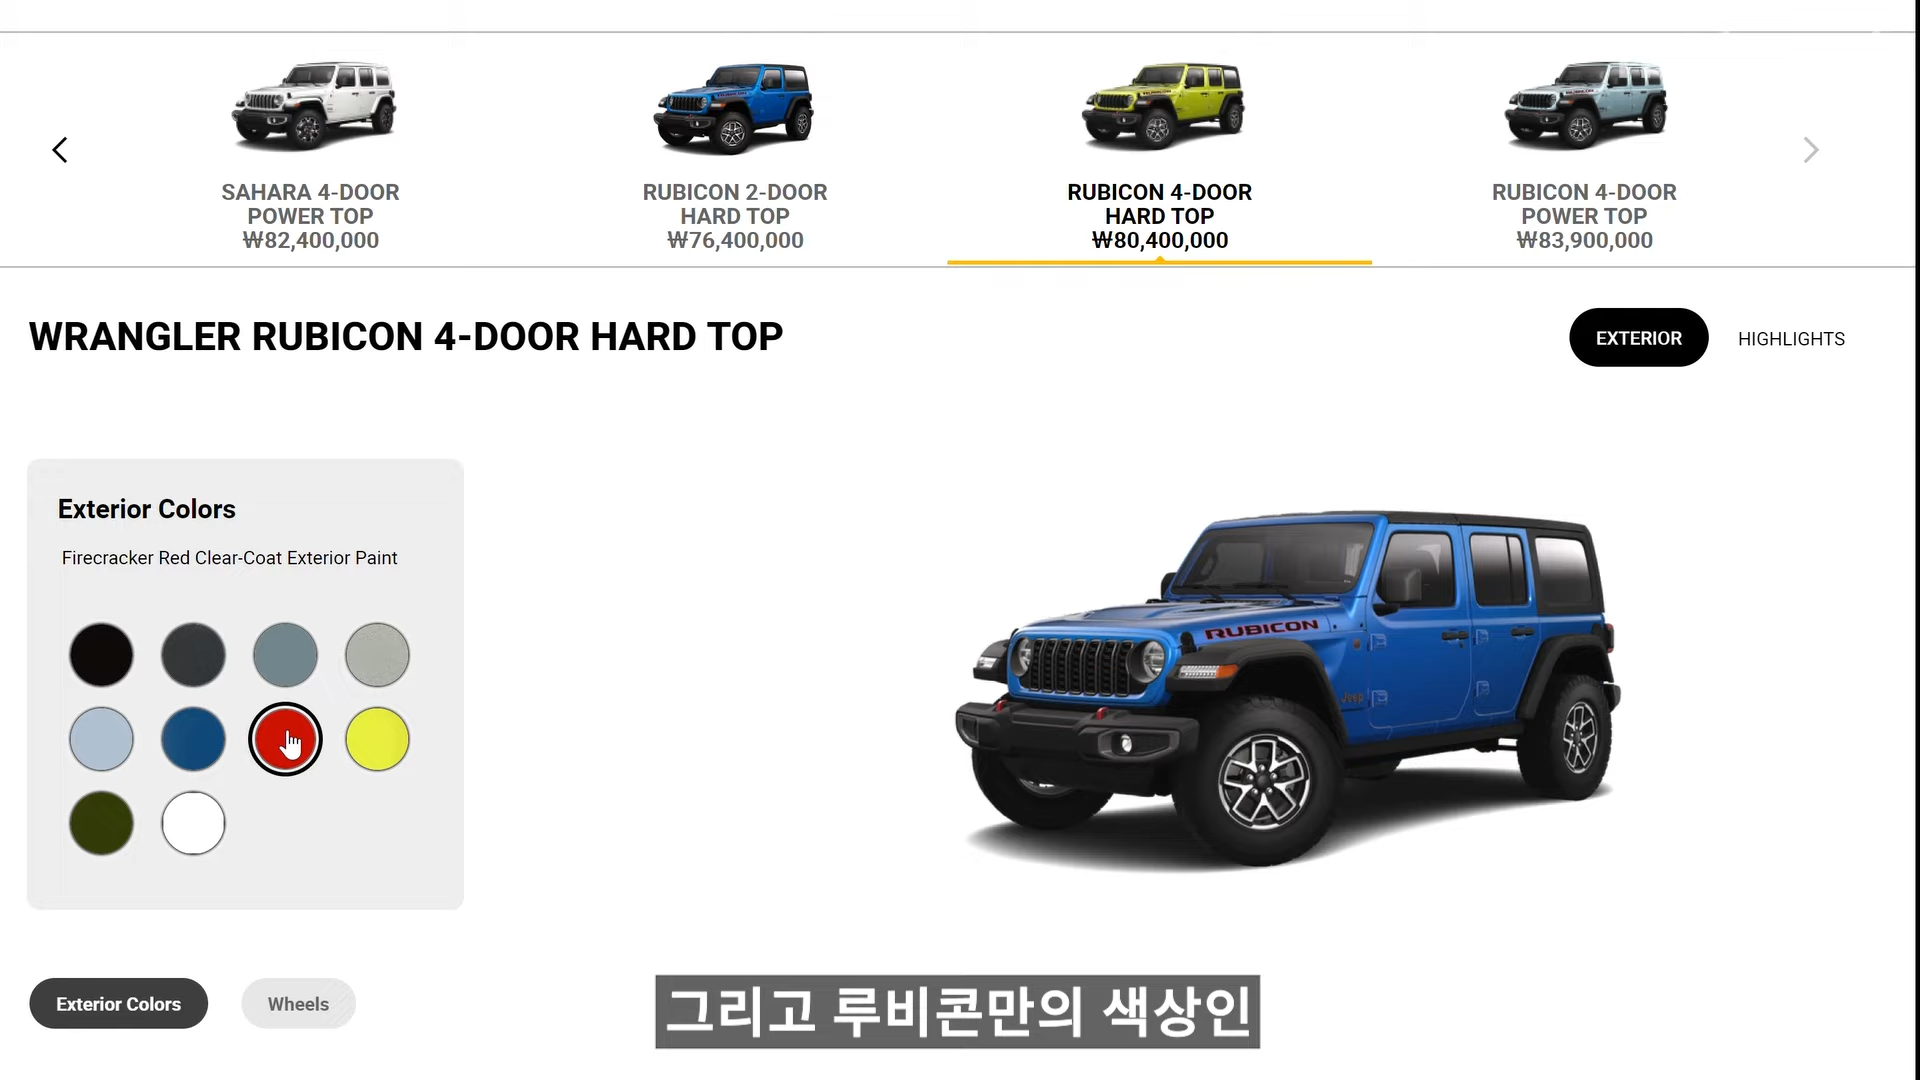 SAHARA 4-DOOR
POWER TOP
₩82,400,000
RUBICON 2-DOOR
HARD TOP
₩76,400,000
RUBICON 4-DOOR
HARD TOP
₩80,400,000
RUBICON 4-DOOR
POWER TOP
₩83,900,000
WRANGLER RUBICON 4-DOOR HARD TOP
EXTERIOR
HIGHLIGHTS
Exterior Colors
Firecracker Red Clear-Coat Exterior Paint
RUBICON
Jeep
Exterior Colors
Wheels
그리고 루비콘만의 색상인